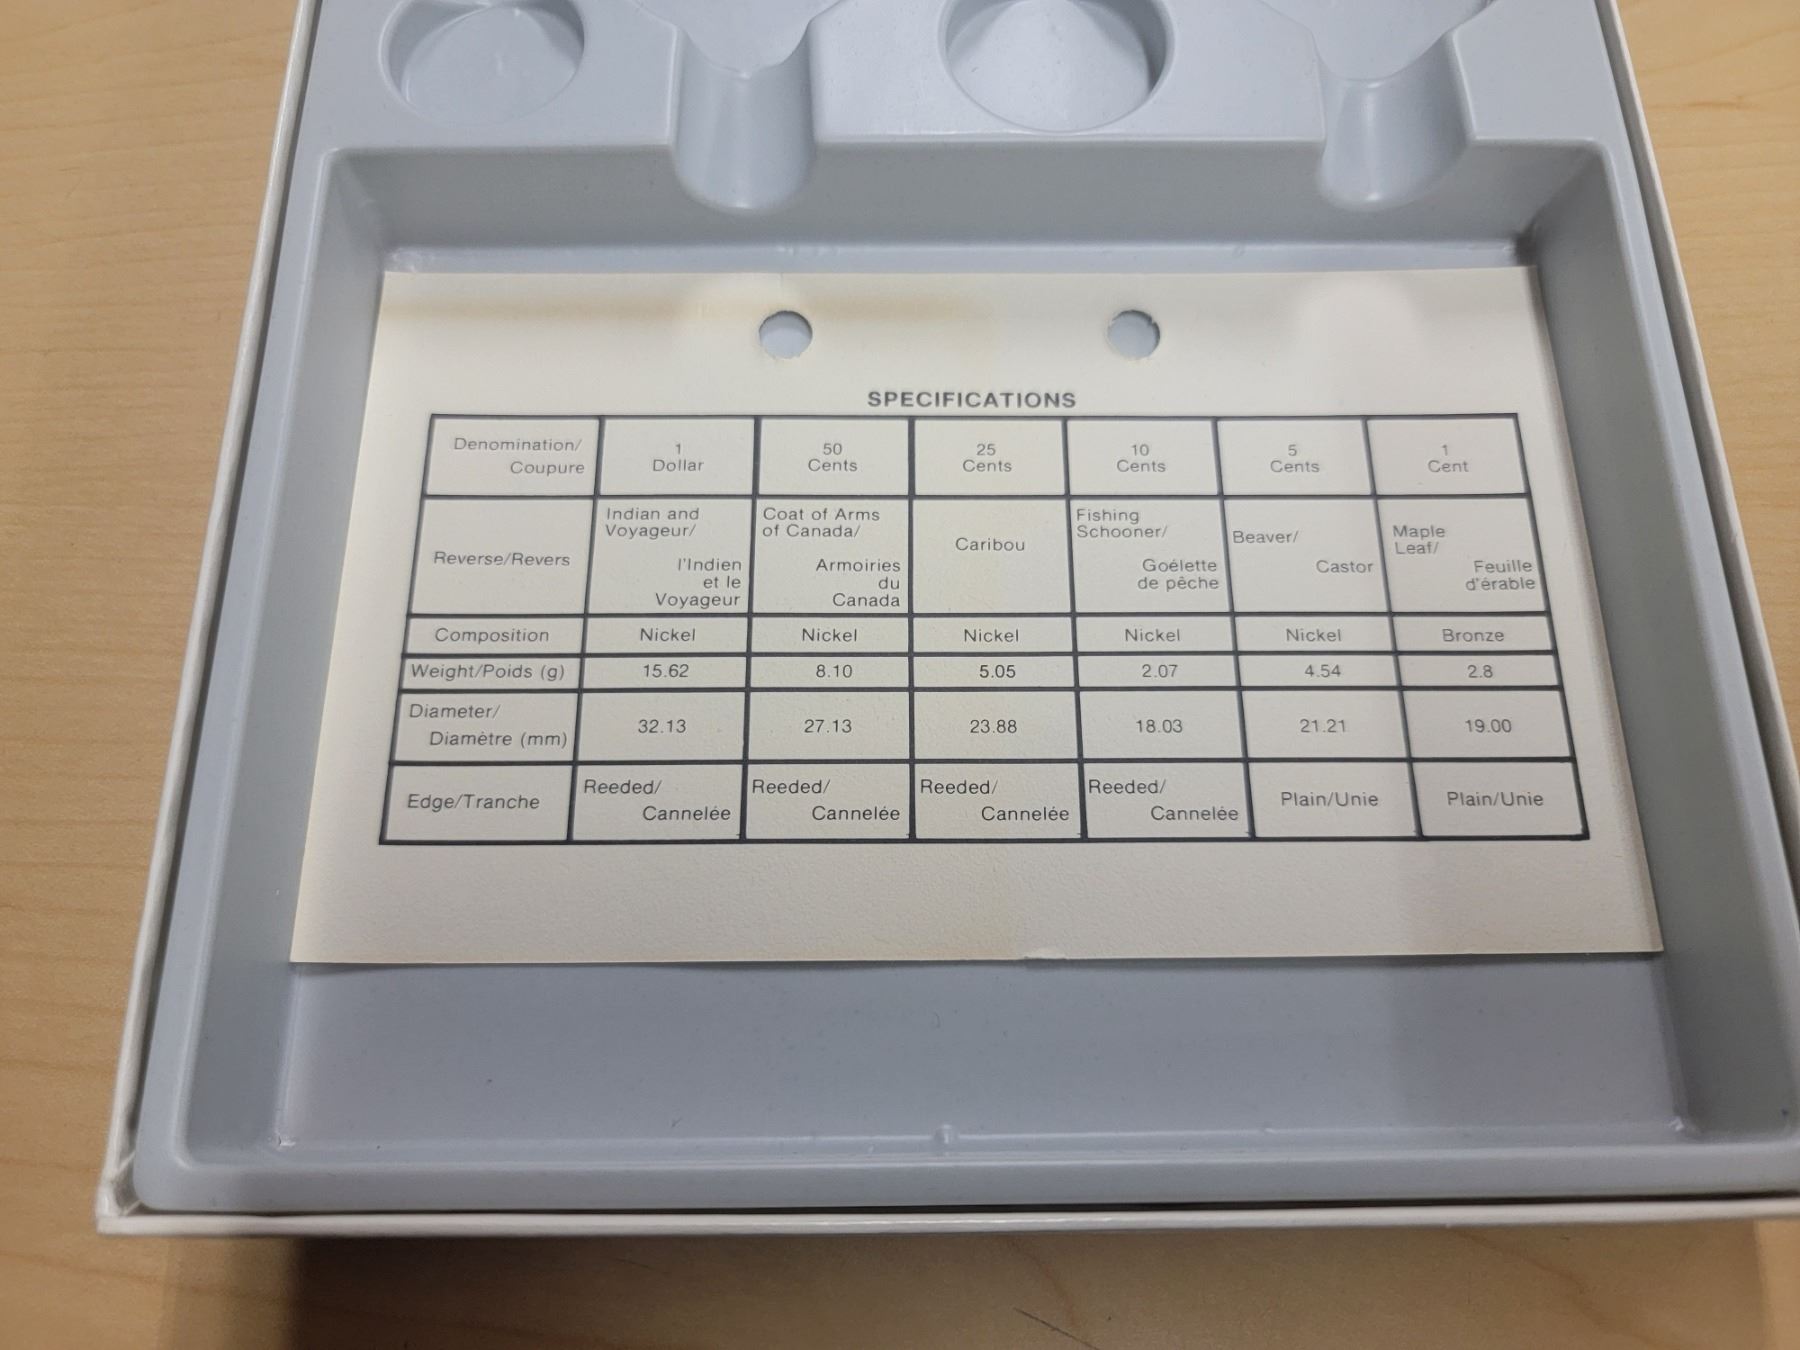 SPECIFICATIONS
Denomination/
Coupure
1
Dollar
50
Cents
25
Cents
10
Cents
5
Cents
1
Cent
Reverse/Revers
Indian and
Voyageur/
l'Indien
et le
Voyageur
Coat of Arms
of Canada/
Armoiries
du
Canada
Caribou
Fishing
Schooner/
Goélette
de pêche
Beaver/
Castor
Maple
Leaf/
Feuille
d'érable
Composition
Nickel
Nickel
Nickel
Nickel
Nickel
Bronze
Weight/Poids (g)
15.62
8.10
5.05
2.07
4.54
2.8
Diameter/
Diamètre (mm)
32.13
27.13
23.88
18.03
21.21
19.00
Edge/Tranche
Reeded/
Cannelée
Reeded/
Cannelée
Reeded/
Cannelée
Reeded/
Cannelée
Plain/Unie
Plain/Unie